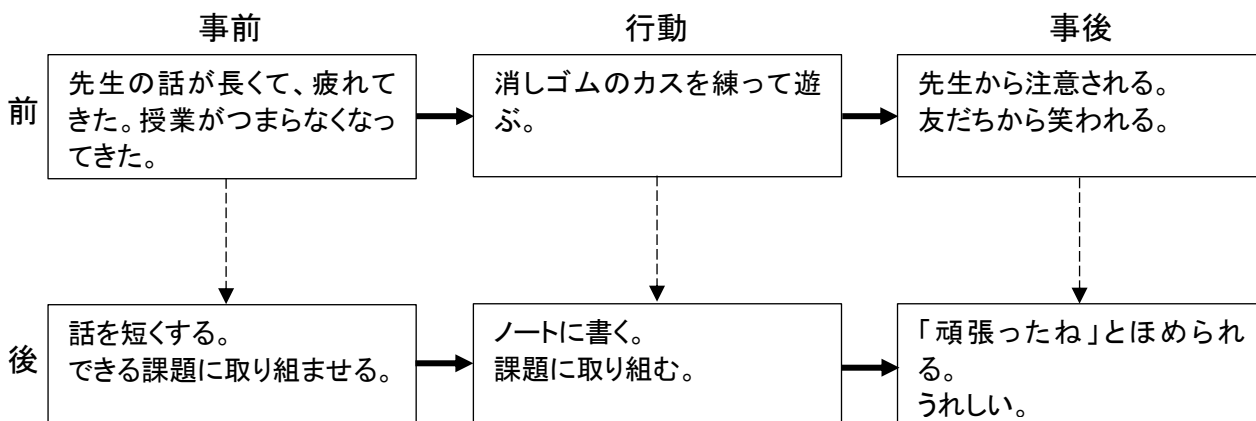 事前
行動
事後
前
先生の話が長くて、疲れて
きた。授業がつまらなくなっ
てきた。
消しゴムのカスを練って遊
ぶ。
先生から注意される。
友だちから笑われる。
後
話を短くする。
できる課題に取り組ませる。
ノートに書く。
課題に取り組む。
「頑張ったね」とほめられ
る。
うれしい。